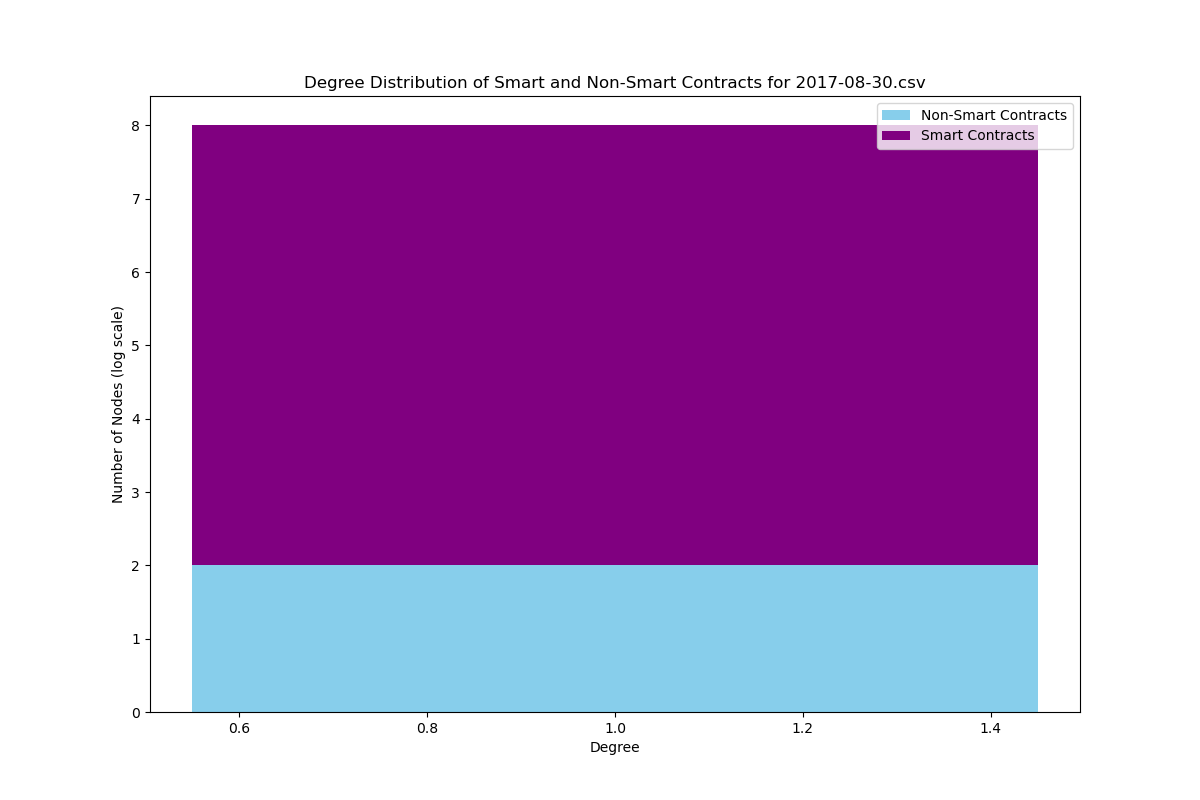 Degree Distribution of Smart and Non-Smart Contracts for 2017-08-30.csv
Non-Smart Contracts
Smart Contracts
Number of Nodes (log scale)
8
7
6
5
4
3
2
1
0
0.6 0.8 1.0 1.2 1.4
Degree